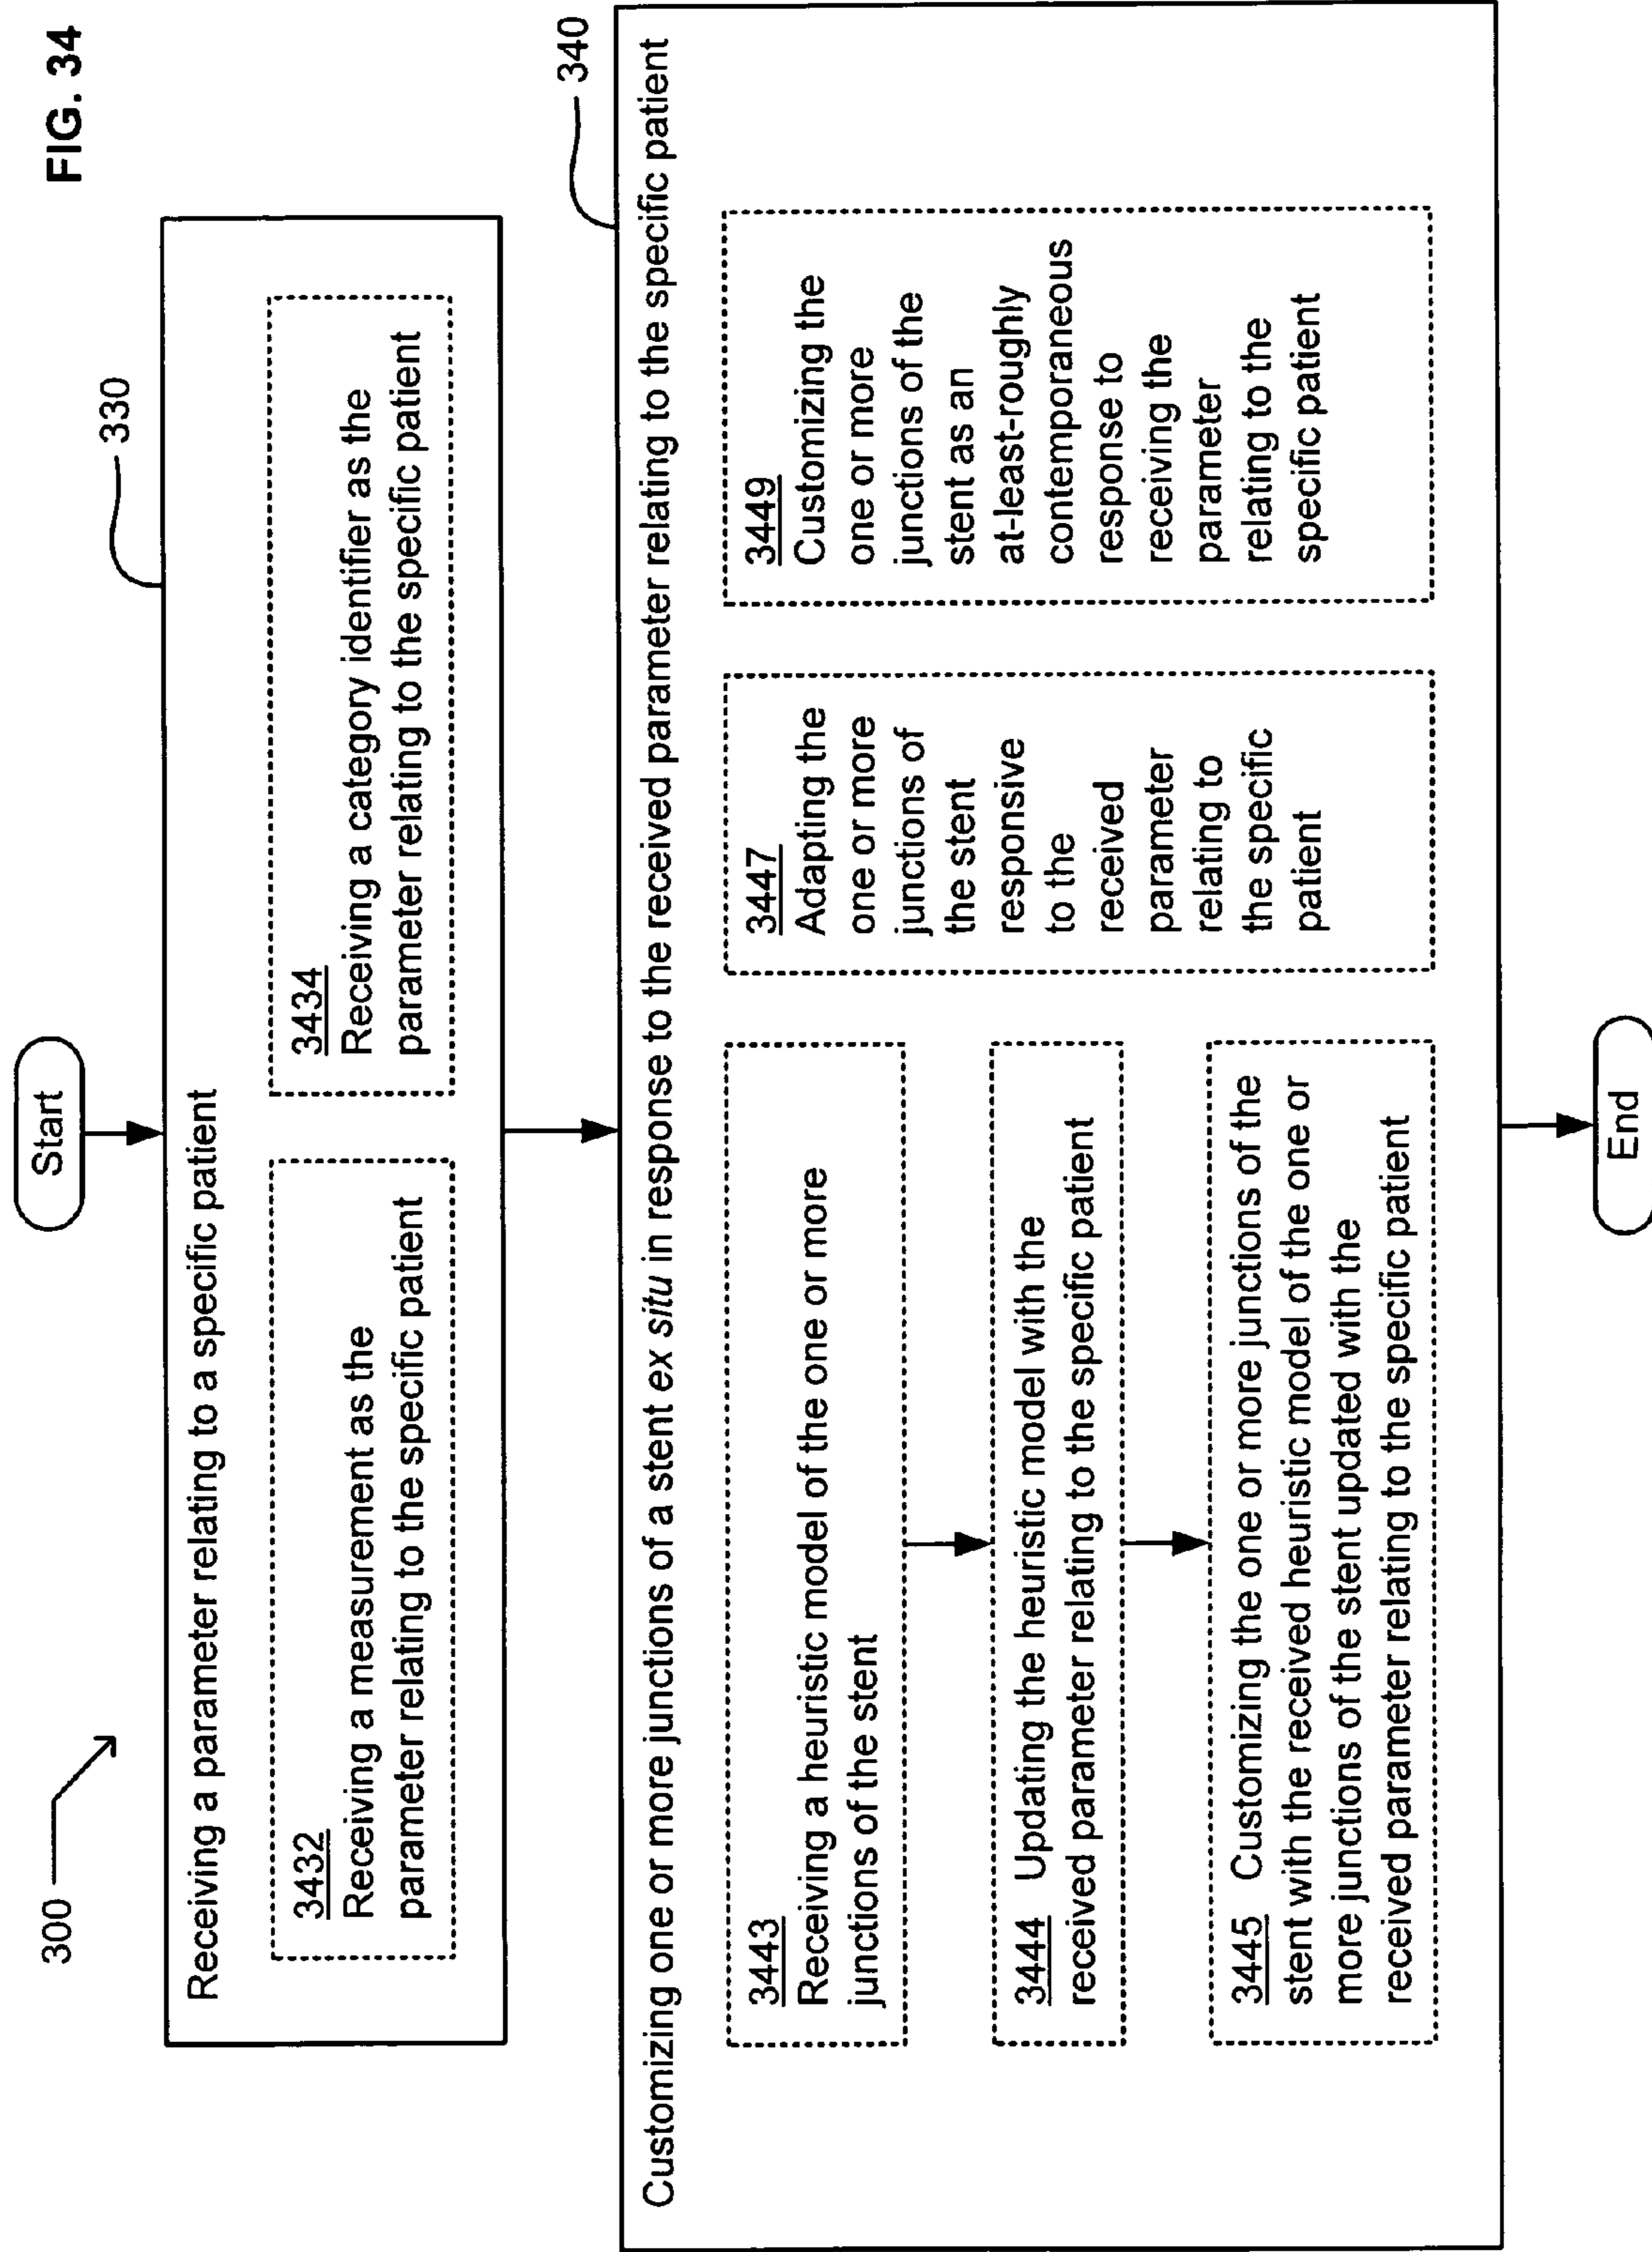 FIG. 34
300
Start
330
Receiving a parameter relating to a specific patient
3432
Receiving a measurement as the
parameter relating to the specific patient
3434
Receiving a category identifier as the
parameter relating to the specific patient
340
Customizing one or more junctions of a stent ex situ in response to the received parameter relating to the specific patient
3443
Receiving a heuristic model of the one or more
junctions of the stent
3444 Updating the heuristic model with the
received parameter relating to the specific patient
3445 Customizing the one or more junctions of the
stent with the received heuristic model of the one or
more junctions of the stent updated with the
received parameter relating to the specific patient
3447
Adapting the
one or more
junctions of
the stent
responsive
to the
received
parameter
relating to
the specific
patient
3449
Customizing the
one or more
junctions of the
stent as an
at-least-roughly
contemporaneous
response to
receiving the
parameter
relating to the
specific patient
End